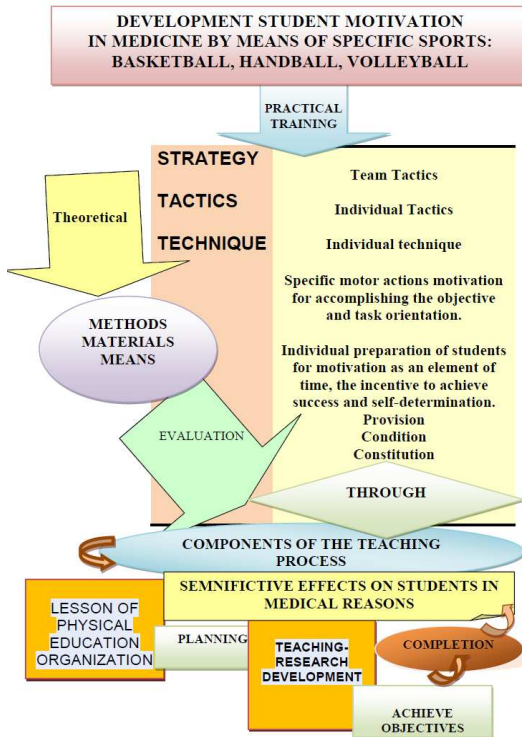 DEVELOPMENT STUDENT MOTIVATION
IN MEDICINE BY MEANS OF SPECIFIC SPORTS:
BASKETBALL, HANDBALL, VOLLEYBALL
PRACTICAL
TRAINING
STRATEGY
TACTICS
TECHNIQUE
Team Tactics
Individual Tactics
Individual technique
Specific motor actions motivation
for accomplishing the objective
and task orientation.
Individual preparation of students
for motivation as an element of
time, the incentive to achieve
success and self-determination.
Provision
Condition
Constitution
Theoretical
METHODS
MATERIALS
MEANS
EVALUATION
THROUGH
COMPONENTS OF THE TEACHING
PROCESS
SEMNIFICTIVE EFFECTS ON STUDENTS IN
MEDICAL REASONS
LESSON OF
PHYSICAL
EDUCATION
ORGANIZATION
PLANNING
TEACHING-
RESEARCH
DEVELOPMENT
COMPLETION
ACHIEVE
OBJECTIVES